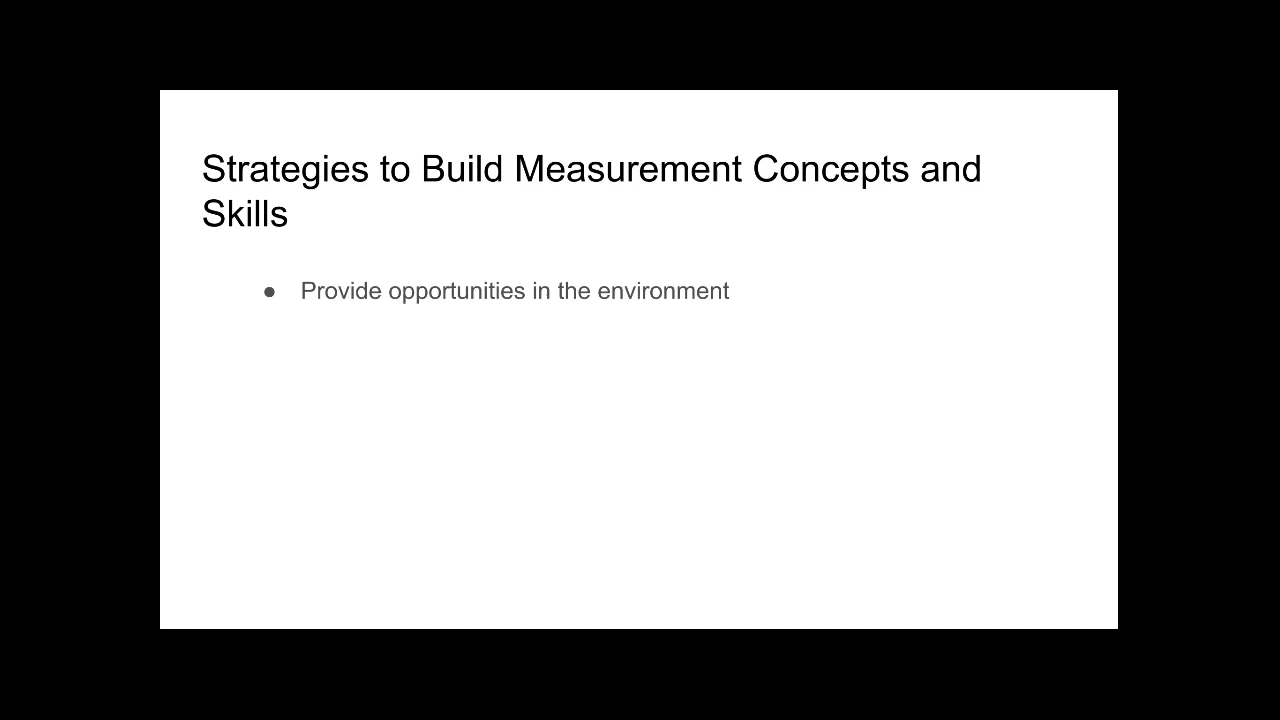 Strategies to Build Measurement Concepts and
Skills
● Provide opportunities in the environment